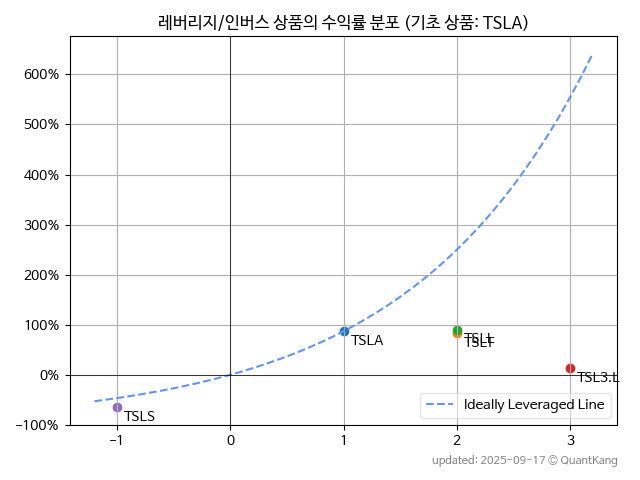 레버리지/인버스 상품의 수익률 분포 (기초 상품: TSLA)
600%
500%
400%
300%
200%
100%
0%
-100%
TSLA
TSLL
TSLT
TSL3.L
TSLS
Ideally Leveraged Line
-1 0 1 2 3
updated: 2025-09-17 © QuantKang